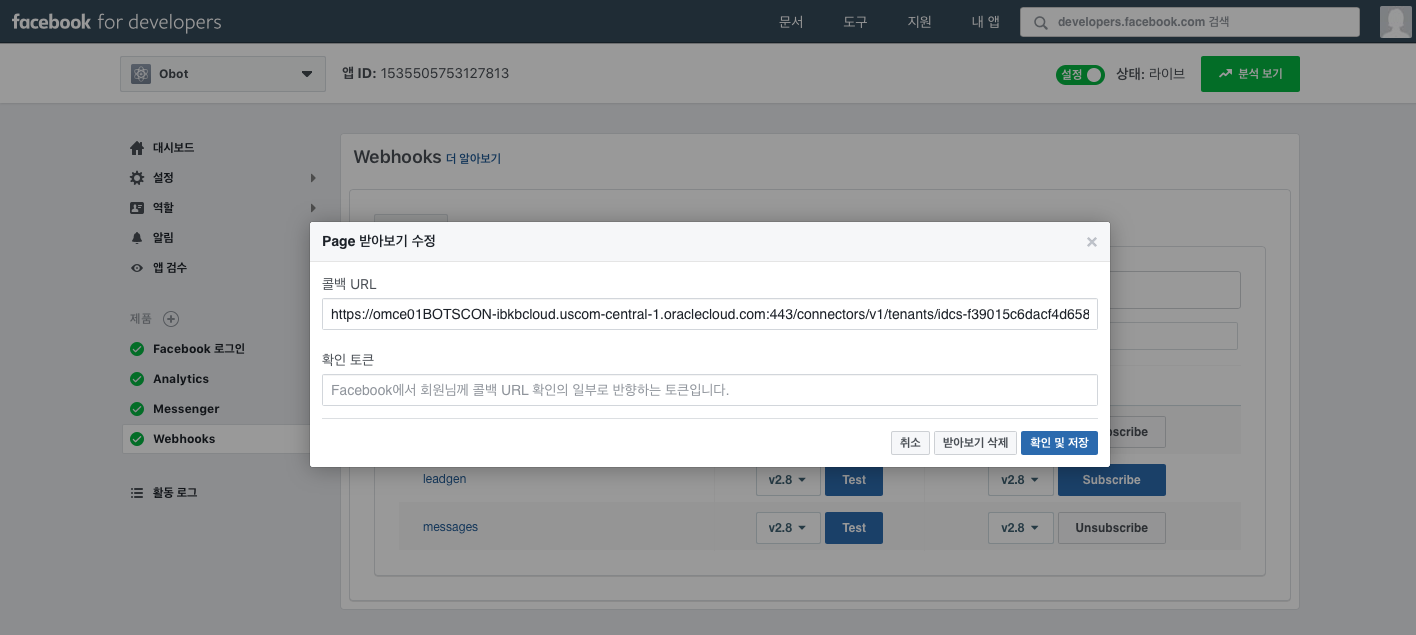 facebook for developers
문서
도구
지원
내 앱
developers.facebook.com 검색
Obot
앱 ID: 1535505753127813
설정
상태: 라이브
분석 보기
대시보드
설정
역할
알림
앱 검수
제품
Facebook 로그인
Analytics
Messenger
Webhooks
활동 로그
Webhooks 더 알아보기
Page 받아보기 수정
콜백 URL
https://omce01BOTSCON-ibkbcloud.uscom-central-1.oraclecloud.com:443/connectors/v1/tenants/idcs-f39015c6dacf4d658
확인 토큰
Facebook에서 회원님께 콜백 URL 확인의 일부로 반향하는 토큰입니다.
취소
받아보기 삭제
확인 및 저장
leadgen
v2.8
Test
v2.8
Subscribe
messages
v2.8
Test
v2.8
Unsubscribe